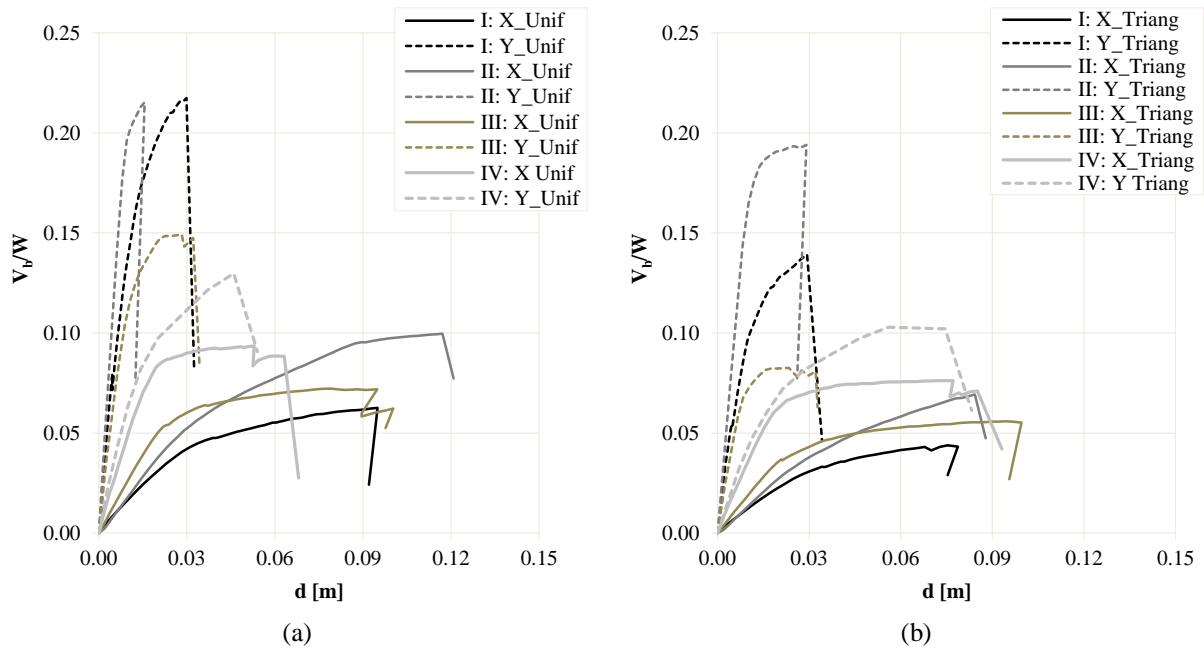 0.25
0.20
0.15
0.10
0.05
0.00
V_b/W
0.00 0.03 0.06 0.09 0.12 0.15
d [m]
I: X_Unif
I: Y_Unif
II: X_Unif
II: Y_Unif
III: X_Unif
III: Y_Unif
IV: X Unif
IV: Y_Unif
(a)
0.25
0.20
0.15
0.10
0.05
0.00
V_b/W
0.00 0.03 0.06 0.09 0.12 0.15
d [m]
I: X_Triang
I: Y_Triang
II: X_Triang
II: Y_Triang
III: X_Triang
III: Y_Triang
IV: X_Triang
IV: Y Triang
(b)